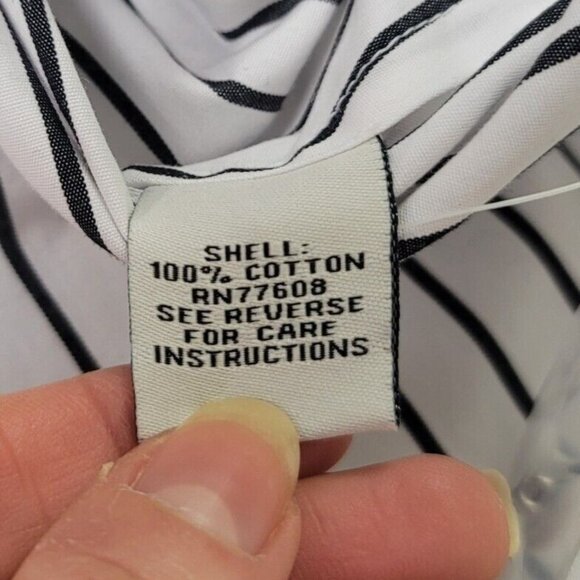 SHELL:
100% COTTON
RN77608
SEE REVERSE
FOR CARE
INSTRUCTIONS